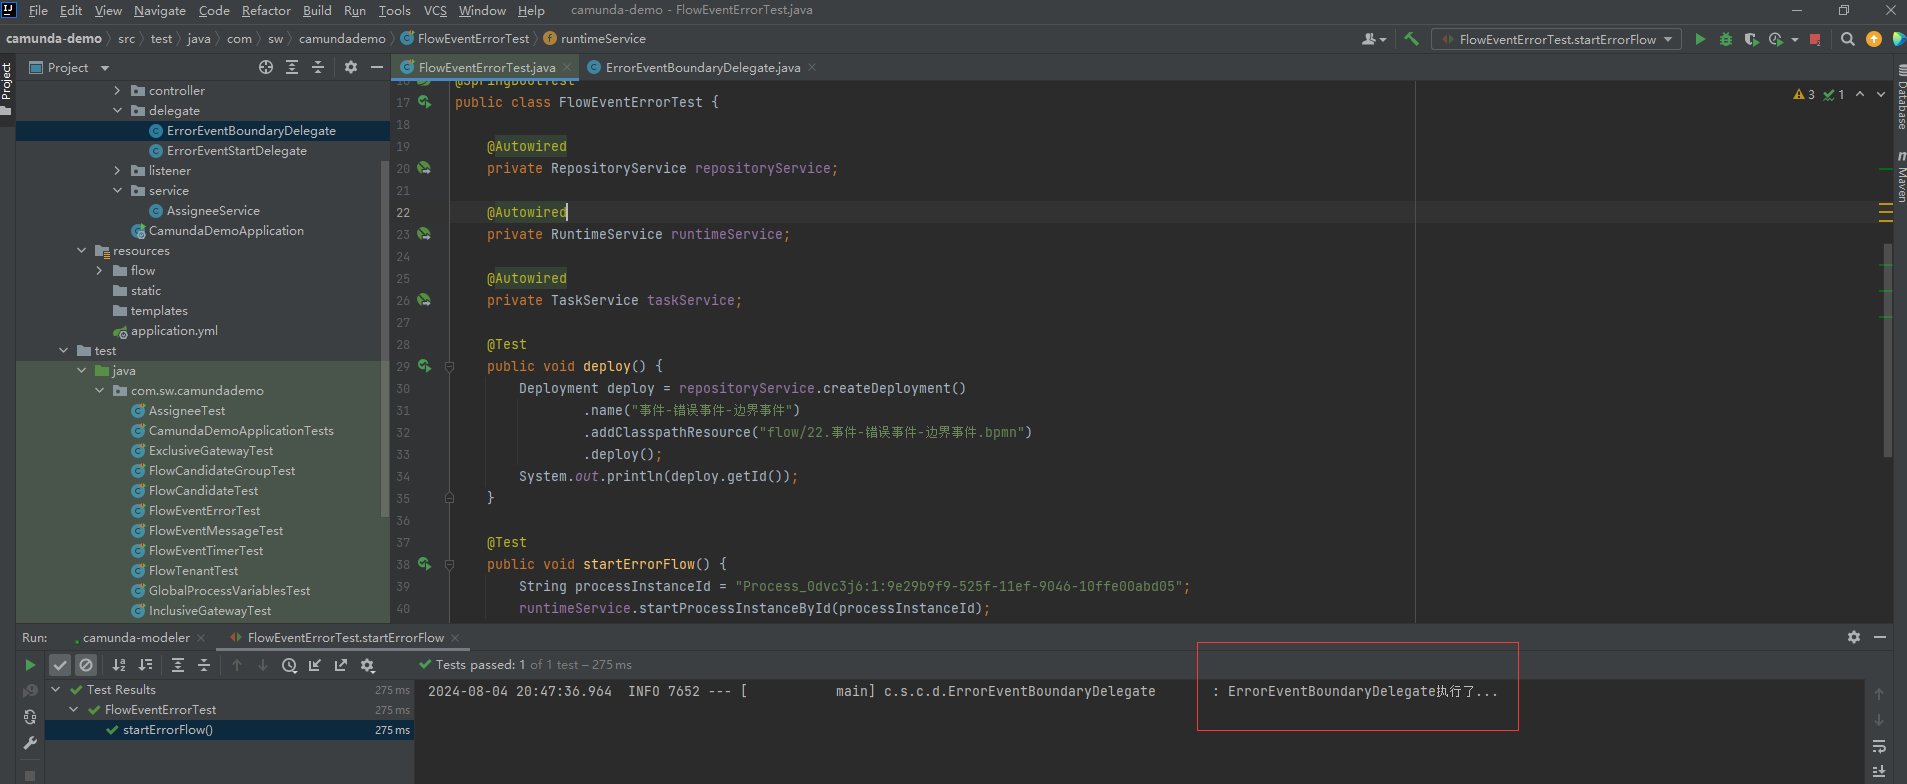 File Edit View Navigate Code Refactor Build Run Tools VCS Window Help camunda-demo - FlowEventErrorTest.java
camunda-demo src test java com sw camundademo FlowEventErrorTest runtimeService FlowEventErrorTest.startErrorFlow
Project
Project
controller
delegate
ErrorEventBoundaryDelegate
ErrorEventStartDelegate
listener
service
AssigneeService
CamundaDemoApplication
resources
flow
static
templates
application.yml
test
java
com.sw.camundademo
AssigneeTest
CamundaDemoApplicationTests
ExclusiveGatewayTest
FlowCandidateGroupTest
FlowCandidateTest
FlowEventErrorTest
FlowEventMessageTest
FlowEventTimerTest
FlowTenantTest
GlobalProcessVariablesTest
InclusiveGatewayTest
FlowEventErrorTest.java ErrorEventBoundaryDelegate.java
3 1
16 @SpringBootTest
17 public class FlowEventErrorTest {
18
19 @Autowired
20 private RepositoryService repositoryService;
21
22 @Autowired
23 private RuntimeService runtimeService;
24
25 @Autowired
26 private TaskService taskService;
27
28 @Test
29 public void deploy() {
30 Deployment deploy = repositoryService.createDeployment()
31 .name("事件-错误事件-边界事件")
32 .addClasspathResource("flow/22.事件-错误事件-边界事件.bpmn")
33 .deploy();
34 System.out.println(deploy.getId());
35 }
36
37 @Test
38 public void startErrorFlow() {
39 String processInstanceId = "Process_0dvc3j6:1:9e29b9f9-525f-11ef-9046-10ffe00abd05";
40 runtimeService.startProcessInstanceById(processInstanceId);
Database
Maven
Run: camunda-modeler FlowEventErrorTest.startErrorFlow
Tests passed: 1 of 1 test – 275 ms
Test Results 275 ms
FlowEventErrorTest 275 ms
startErrorFlow() 275 ms
2024-08-04 20:47:36.964 INFO 7652 --- [ main] c.s.c.d.ErrorEventBoundaryDelegate : ErrorEventBoundaryDelegate执行了...